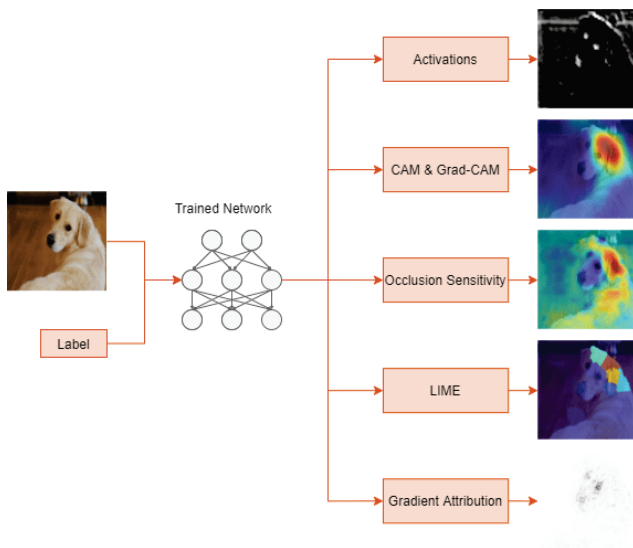 Activations
CAM & Grad-CAM
Trained Network
Occlusion Sensitivity
Label
LIME
Gradient Attribution